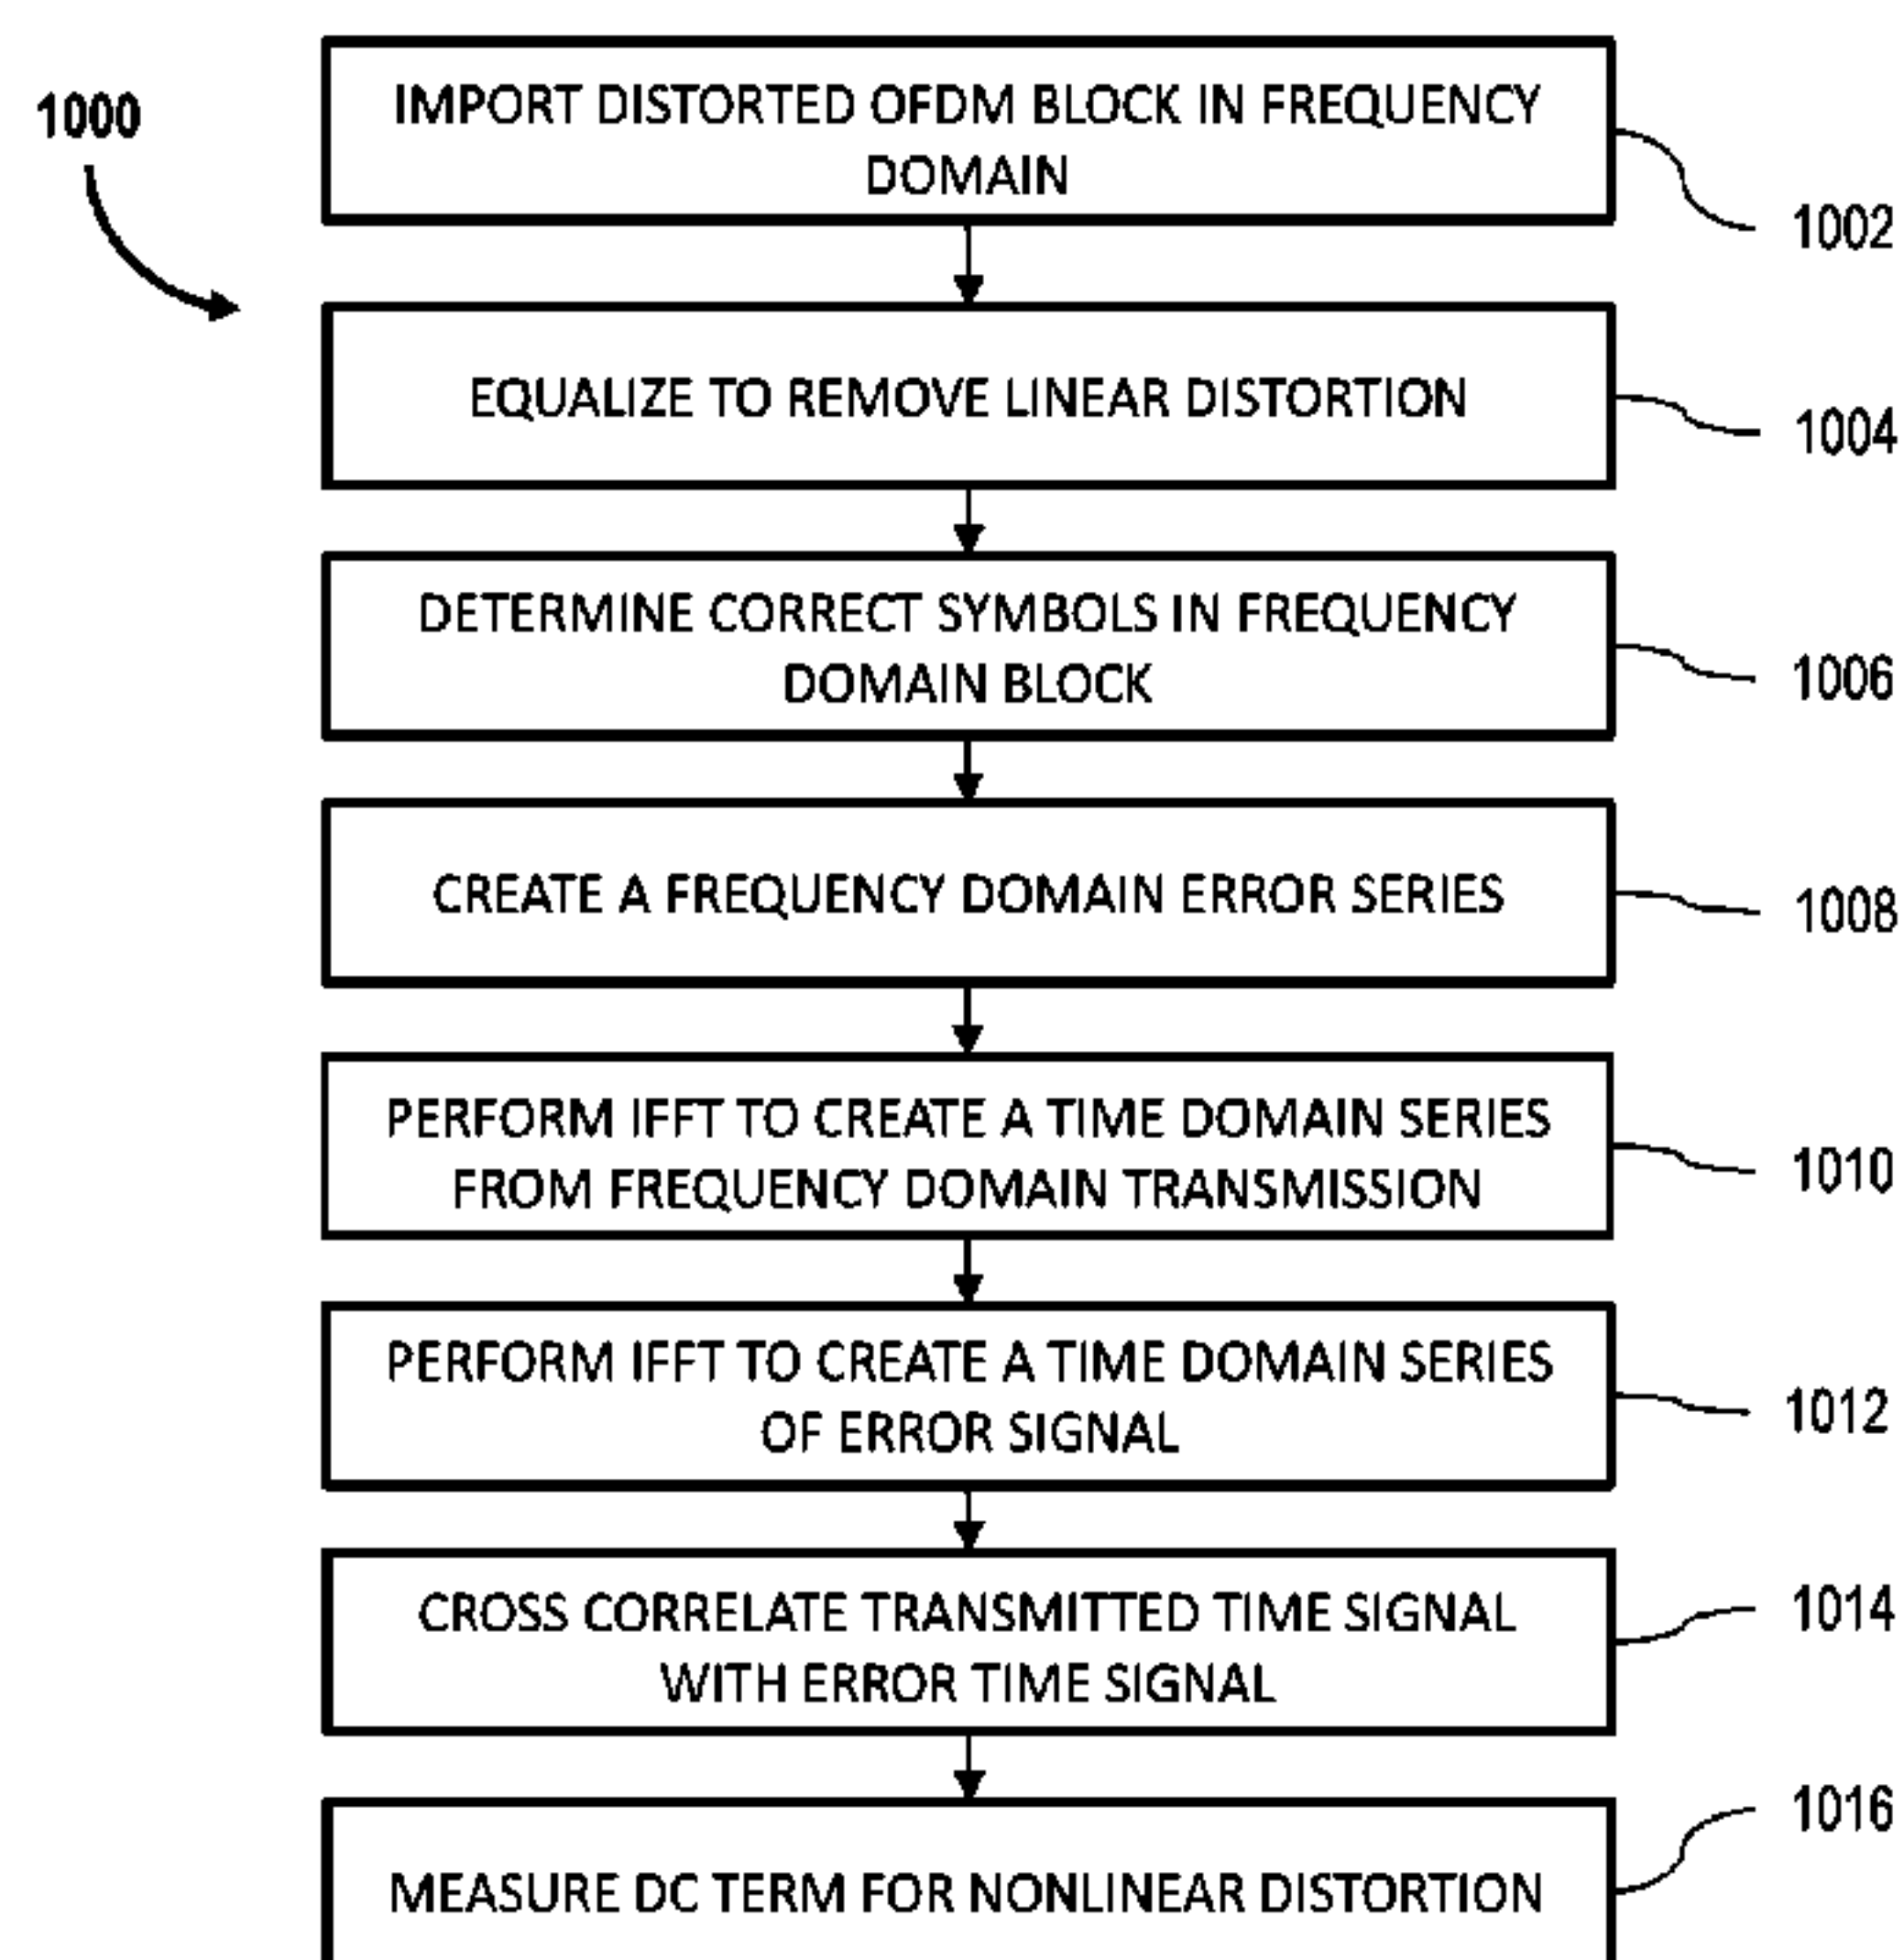 1000
IMPORT DISTORTED OFDM BLOCK IN FREQUENCY
DOMAIN
1002
EQUALIZE TO REMOVE LINEAR DISTORTION
1004
DETERMINE CORRECT SYMBOLS IN FREQUENCY
DOMAIN BLOCK
1006
CREATE A FREQUENCY DOMAIN ERROR SERIES
1008
PERFORM IFFT TO CREATE A TIME DOMAIN SERIES
FROM FREQUENCY DOMAIN TRANSMISSION
1010
PERFORM IFFT TO CREATE A TIME DOMAIN SERIES
OF ERROR SIGNAL
1012
CROSS CORRELATE TRANSMITTED TIME SIGNAL
WITH ERROR TIME SIGNAL
1014
MEASURE DC TERM FOR NONLINEAR DISTORTION
1016